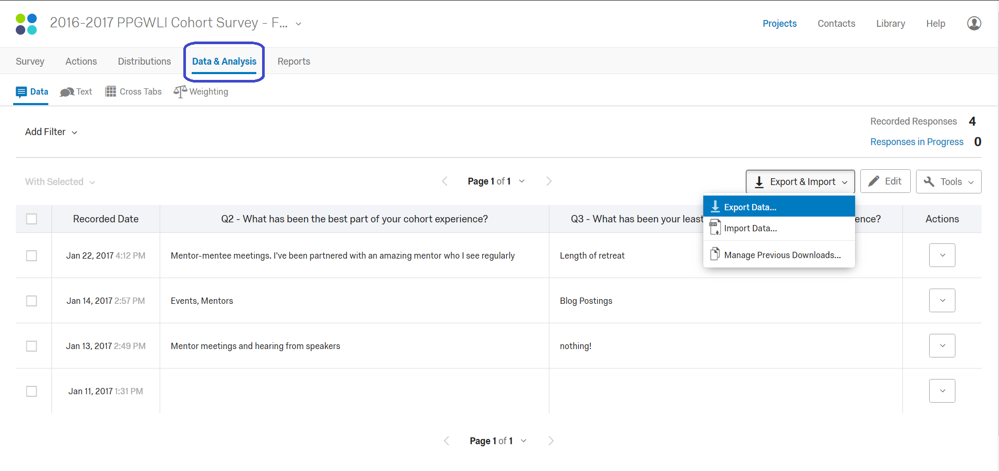 2016-2017 PPGWLI Cohort Survey - F...
Projects
Contacts
Library
Help
Survey
Actions
Distributions
Data & Analysis
Reports
Data
Text
Cross Tabs
Weighting
Add Filter
Recorded Responses 4
Responses in Progress 0
With Selected
Page 1 of 1
Export & Import
Edit
Tools
Export Data...
CSV
Import Data...
Manage Previous Downloads...
Recorded Date
Q2 - What has been the best part of your cohort experience?
Q3 - What has been your least
ence?
Actions
Jan 22, 2017 4:12 PM
Mentor-mentee meetings. I've been partnered with an amazing mentor who I see regularly
Length of retreat
Jan 14, 2017 2:57 PM
Events, Mentors
Blog Postings
Jan 13, 2017 2:49 PM
Mentor meetings and hearing from speakers
nothing!
Jan 11, 2017 1:31 PM
Page 1 of 1